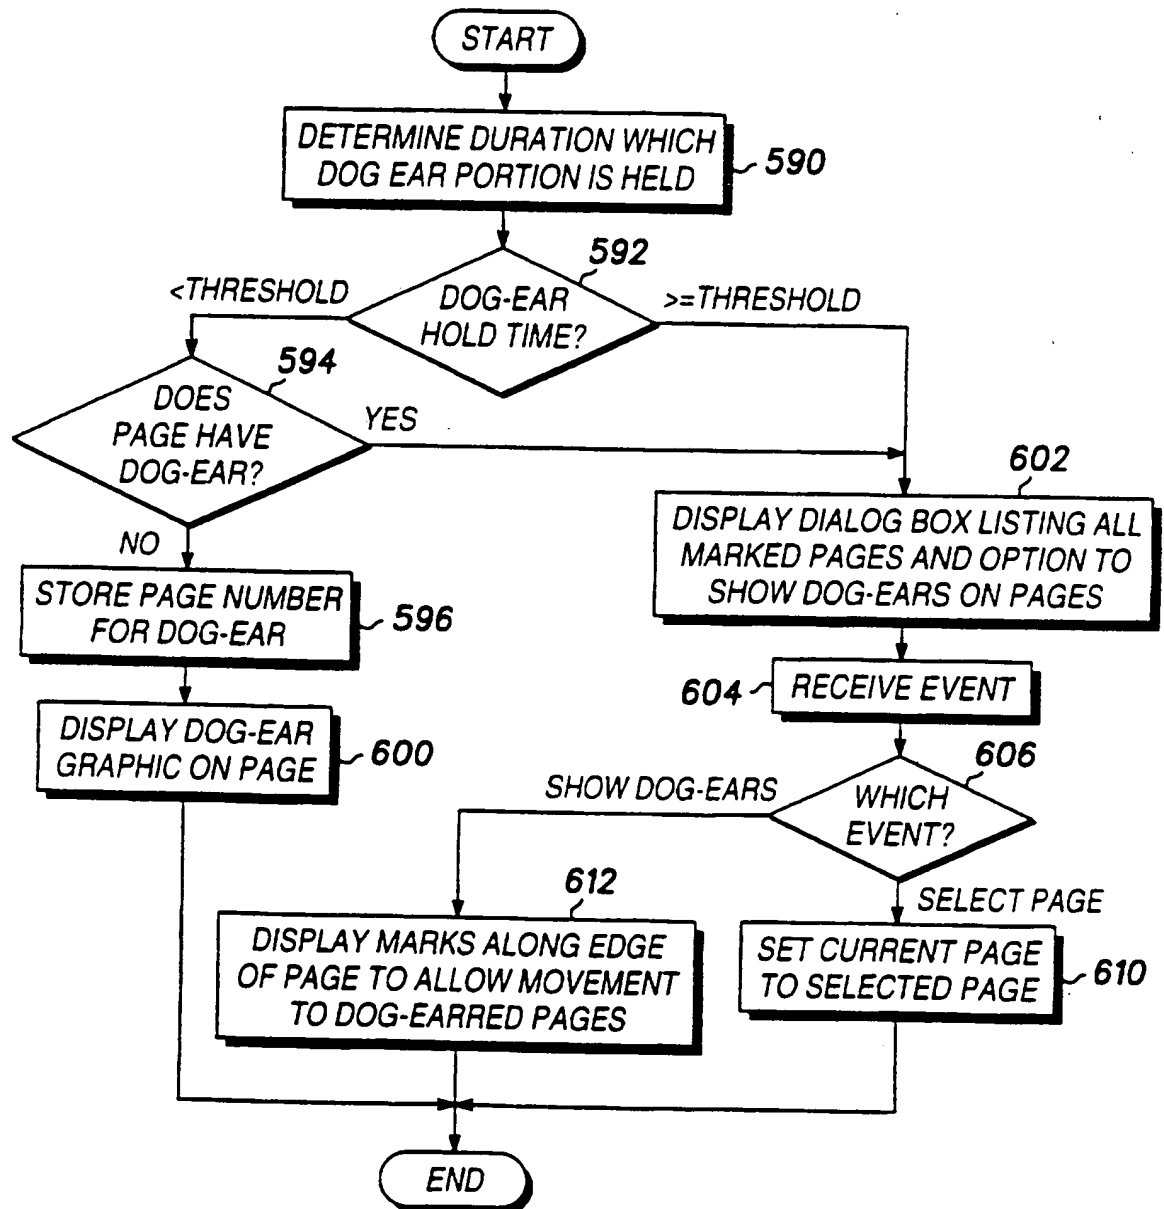 START
DETERMINE DURATION WHICH
DOG EAR PORTION IS HELD
590
592
<THRESHOLD
DOG-EAR
HOLD TIME?
>=THRESHOLD
594
DOES
PAGE HAVE
DOG-EAR?
YES
NO
602
DISPLAY DIALOG BOX LISTING ALL
MARKED PAGES AND OPTION TO
SHOW DOG-EARS ON PAGES
STORE PAGE NUMBER
FOR DOG-EAR
596
604
RECEIVE EVENT
DISPLAY DOG-EAR
GRAPHIC ON PAGE
600
606
SHOW DOG-EARS
WHICH
EVENT?
612
SELECT PAGE
DISPLAY MARKS ALONG EDGE
OF PAGE TO ALLOW MOVEMENT
TO DOG-EARRED PAGES
SET CURRENT PAGE
TO SELECTED PAGE
610
END